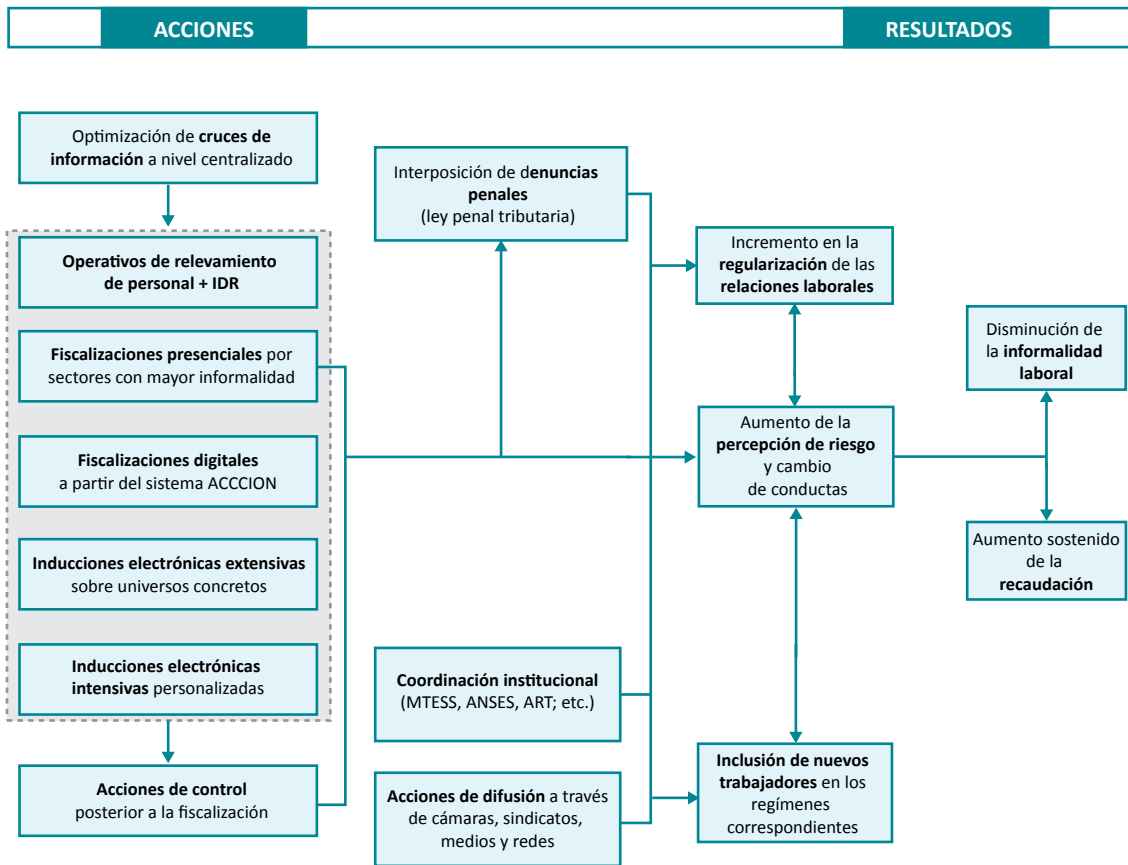 ACCIONES
RESULTADOS
Optimización de cruces de
información a nivel centralizado
Operativos de relevamiento
de personal + IDR
Fiscalizaciones presenciales por
sectores con mayor informalidad
Fiscalizaciones digitales
a partir del sistema ACCCION
Inducciones electrónicas extensivas
sobre universos concretos
Inducciones electrónicas
intensivas personalizadas
Acciones de control
posterior a la fiscalización
Interposición de denuncias
penales
(ley penal tributaria)
Coordinación institucional
(MTESS, ANSES, ART; etc.)
Acciones de difusión a través
de cámaras, sindicatos,
medios y redes
Incremento en la
regularización de las
relaciones laborales
Aumento de la
percepción de riesgo
y cambio
de conductas
Inclusión de nuevos
trabajadores en los
regímenes
correspondientes
Disminución de
la informalidad
laboral
Aumento sostenido
de la
recaudación